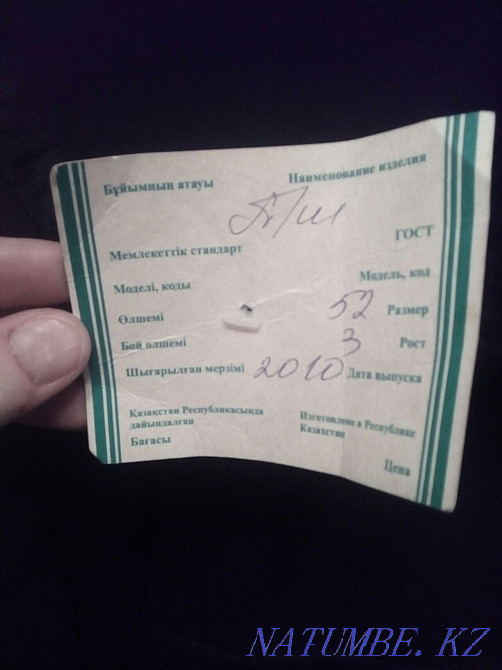 Бұйымның атауы Наименование изделия
П/ш
Мемлекеттік стандарт ГОСТ
Моделі, коды Модель, код
Өлшемі 52 Размер
Бой өлшемі 3 Рост
Шығарылған мерзімі 2010 Дата выпуска
Қазақстан Республикасында Изготовлено в Республике
дайындалған Казахстан
Бағасы Цена
NATUMBE.KZ